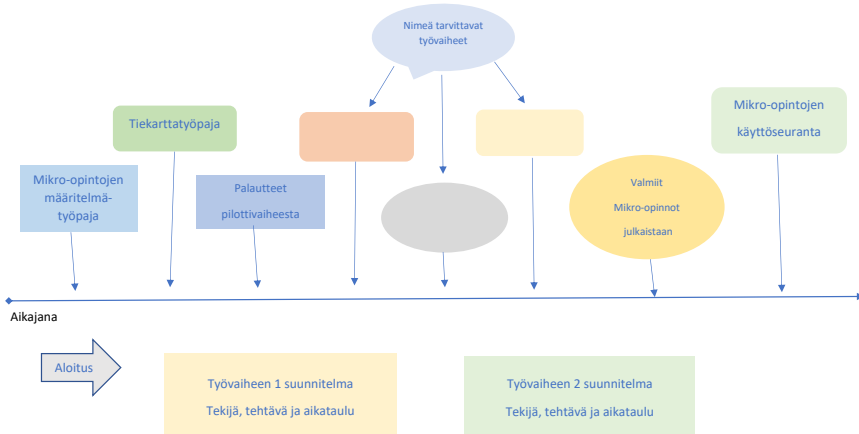 Nimeä tarvittavat
työvaiheet
Tiekarttatyöpaja
Mikro-opintojen
käyttöseuranta
Mikro-opintojen
määritelmä-
työpaja
Palautteet
pilottivaiheesta
Valmiit
Mikro-opinnot
julkaistaan
Aikajana
Aloitus
Työvaiheen 1 suunnitelma
Tekijä, tehtävä ja aikataulu
Työvaiheen 2 suunnitelma
Tekijä, tehtävä ja aikataulu